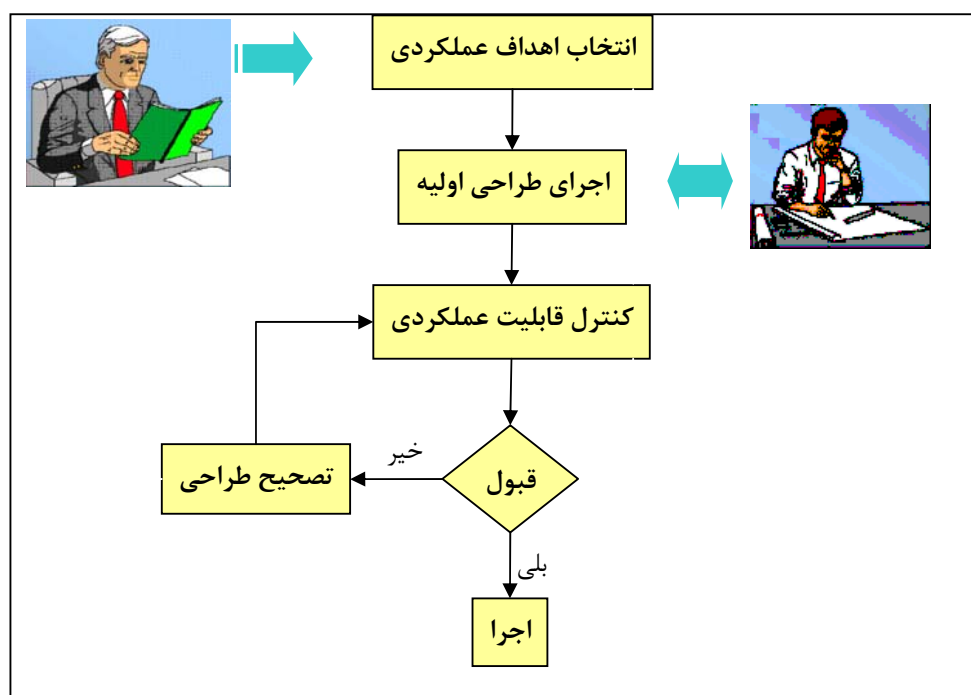 انتخاب اهداف عملکردی
اجرای طراحی اولیه
کنترل قابلیت عملکردی
خیر
تصحیح طراحی
قبول
بلی
اجرا